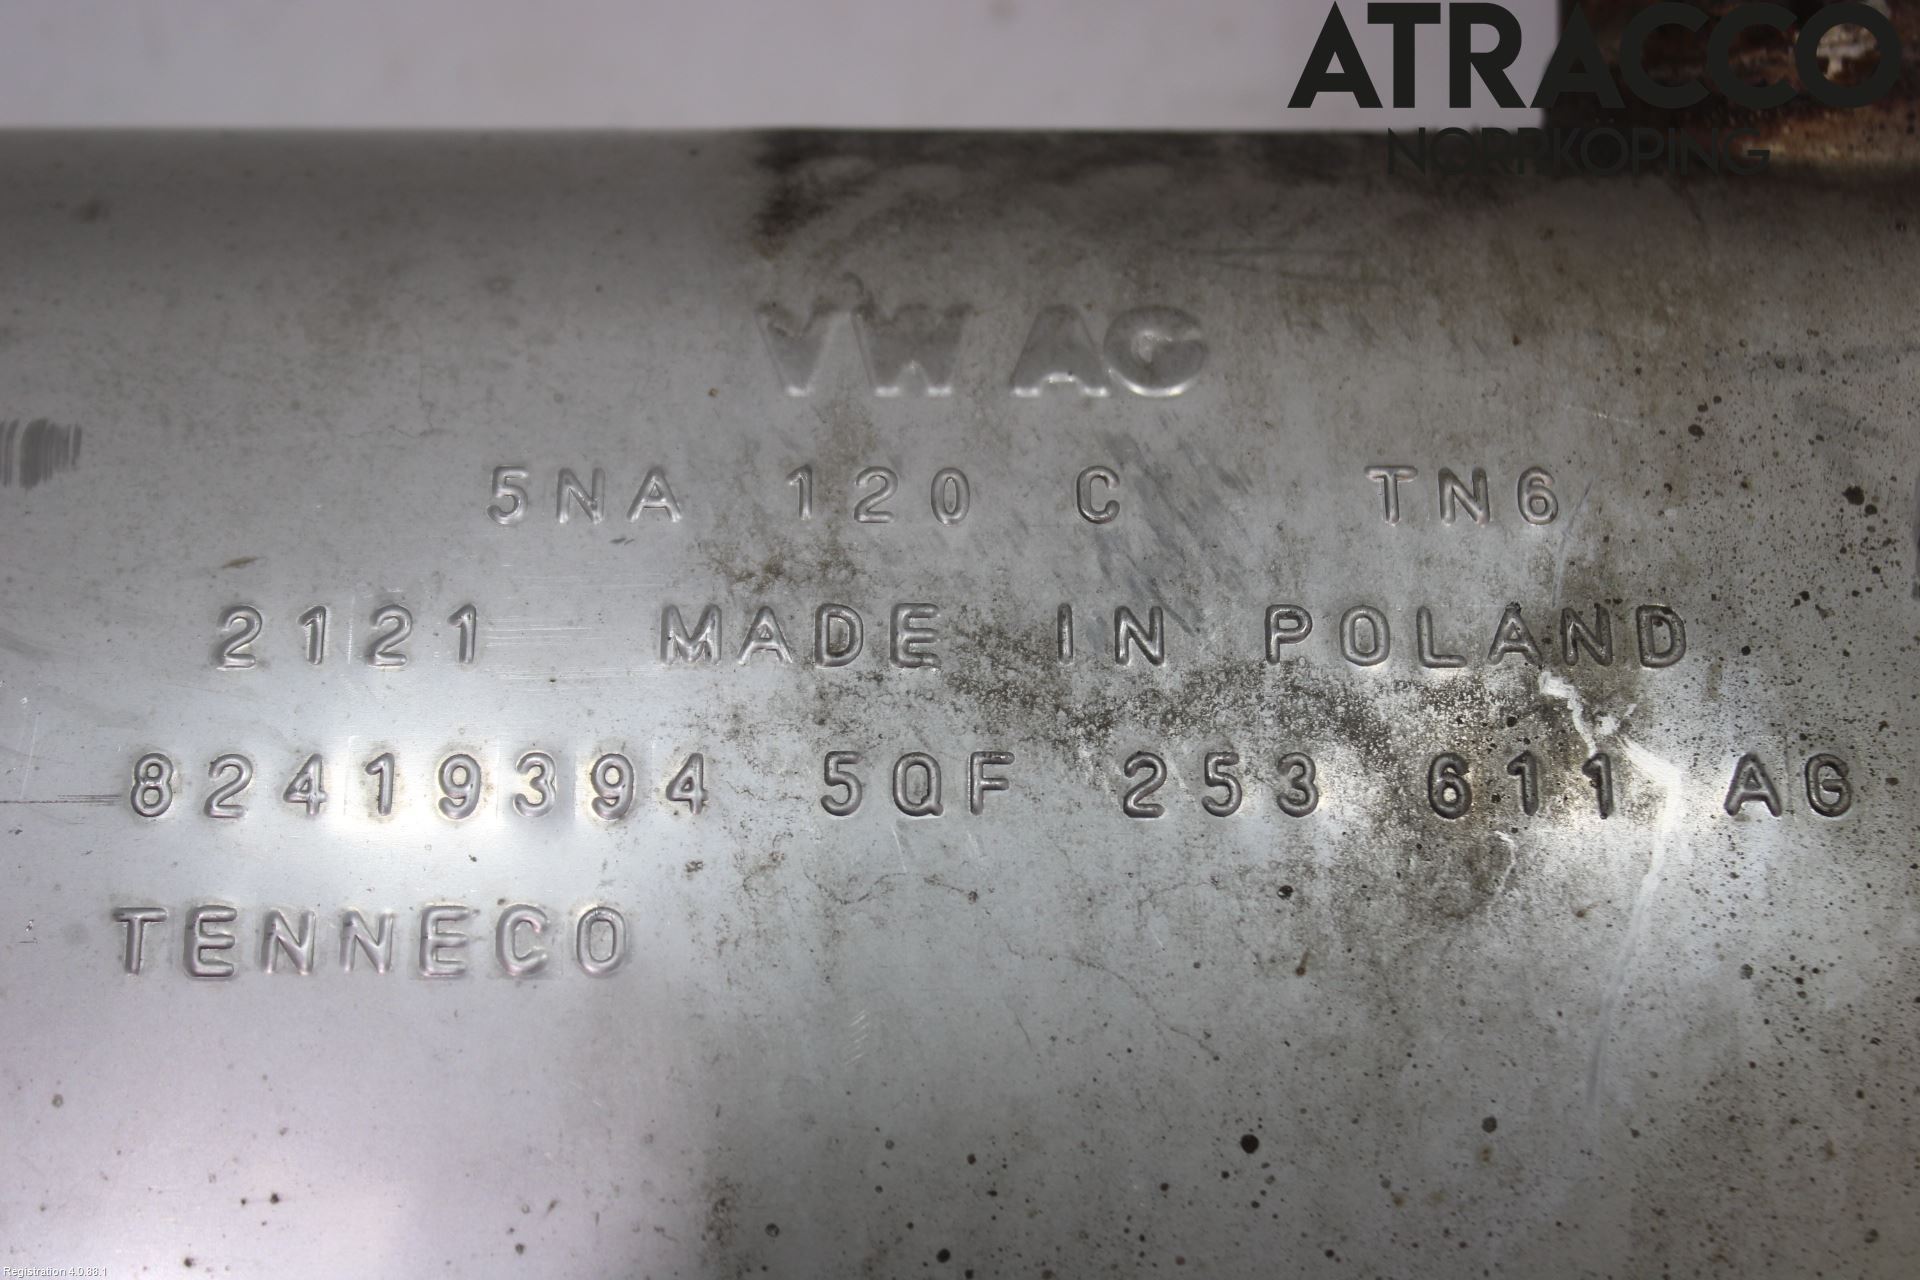 ATRACCO
NORRKÖPING
VW AG
5NA 120 C TN6
2121 MADE IN POLAND
82419394 5QF 253 611 AG
TENNECO
Registration 4.0.88.1